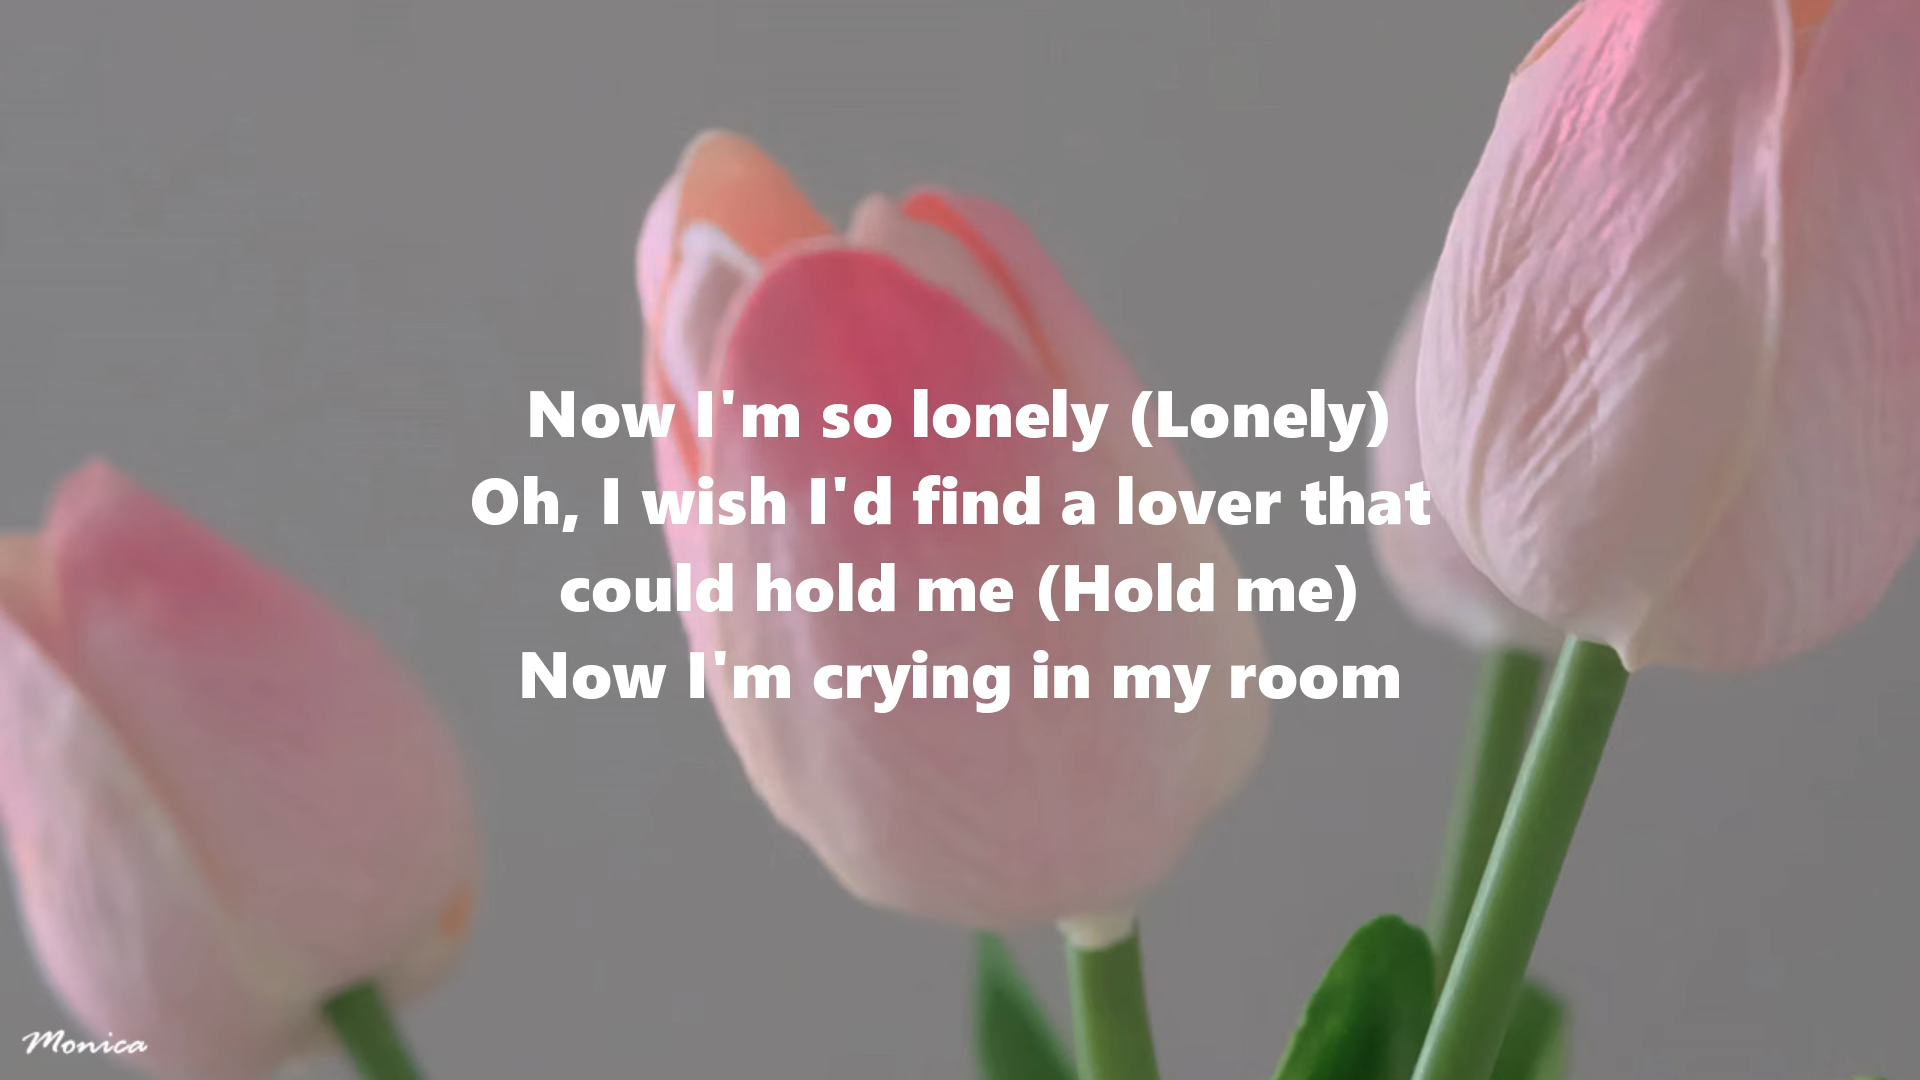 Now I'm so lonely (Lonely)
Oh, I wish I'd find a lover that
could hold me (Hold me)
Now I'm crying in my room
Monica